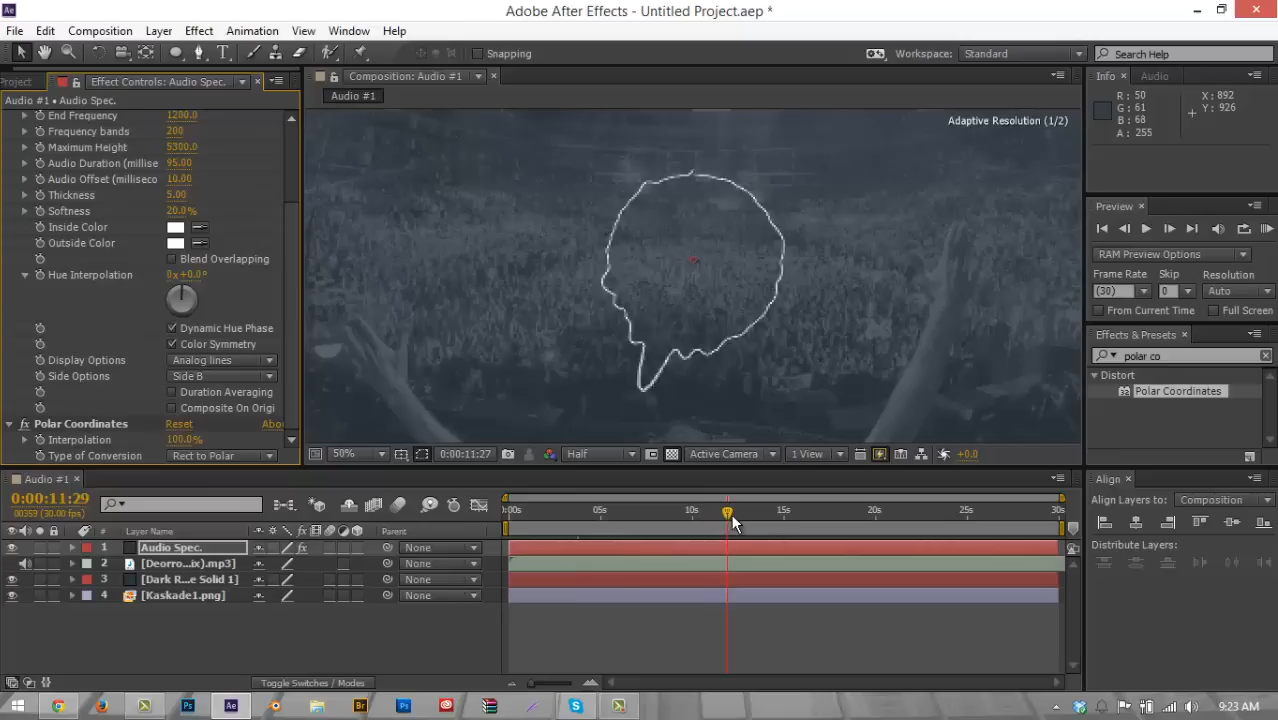 Ae
Adobe After Effects - Untitled Project.aep *
File Edit Composition Layer Effect Animation View Window Help
Snapping
Workspace: Standard
Search Help
Project
Effect Controls: Audio Spec.
Composition: Audio #1
Info
Audio
Audio #1 • Audio Spec.
Audio #1
R: 50
G: 61
B: 68
A: 255
X: 892
Y: 926
Adaptive Resolution (1/2)
End Frequency 1200.0
Frequency bands 200
Maximum Height 5300.0
Audio Duration (millise 95.00
Audio Offset (milliseco 10.00
Thickness 5.00
Softness 20.0%
Inside Color
Outside Color
Blend Overlapping
Hue Interpolation 0x+0.0°
Dynamic Hue Phase
Color Symmetry
Display Options Analog lines
Side Options Side B
Duration Averaging
Composite On Origi
fx Polar Coordinates Reset Abo
Interpolation 100.0%
Type of Conversion Rect to Polar
Preview
RAM Preview Options
Frame Rate Skip Resolution
(30) 0 Auto
From Current Time Full Screen
Effects & Presets
polar co
Distort
Polar Coordinates
50% 0:00:11:27 Half Active Camera 1 View +0.0
Audio #1
0:00:11:29
00359 (30.00 fps)
:00s 05s 10s 15s 20s 25s 30s
# Layer Name Parent
1 Audio Spec. fx None
2 [Deorro...ix).mp3] None
3 [Dark R...e Solid 1] None
4 [Kaskade1.png] None
Toggle Switches / Modes
Align
Align Layers to: Composition
Distribute Layers:
Ps Ae Br Ps
9:23 AM